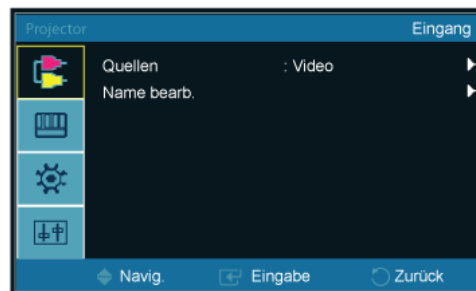 Projector Eingang
Quellen : Video
Name bearb.
Navig. Eingabe Zurück